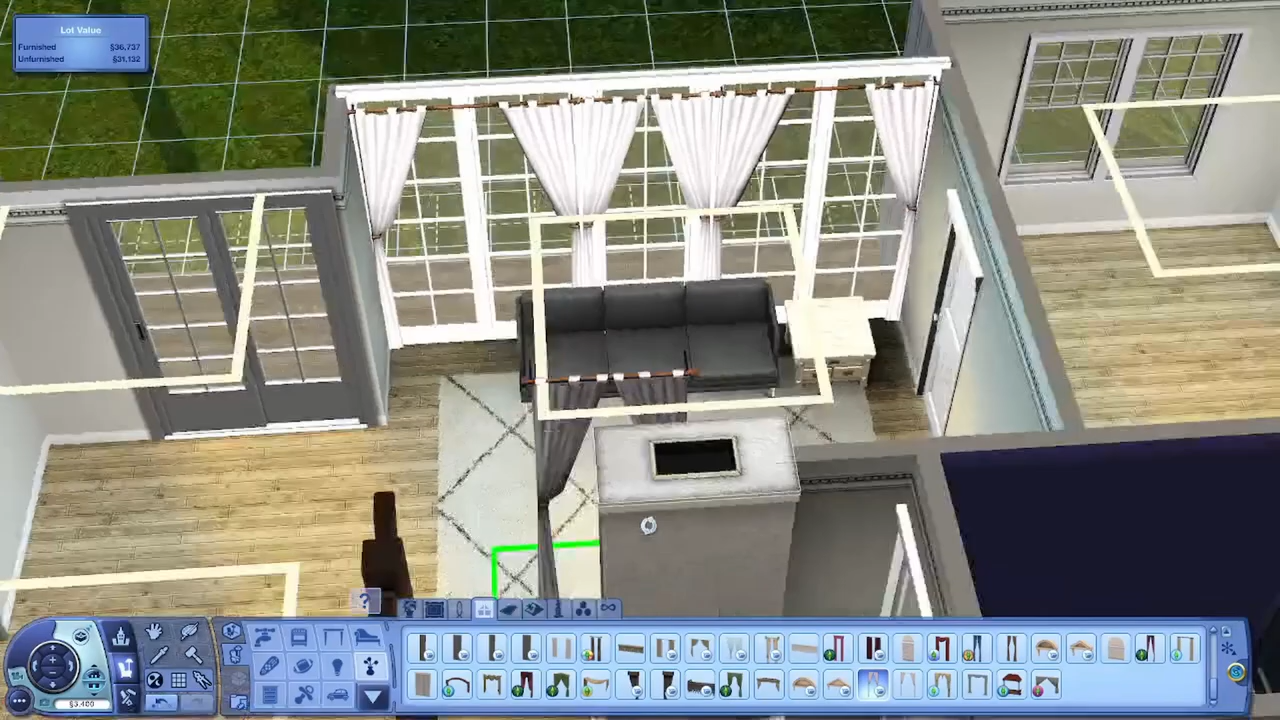 Lot Value
Furnished §36,737
Unfurnished §31,132
?
§3,400